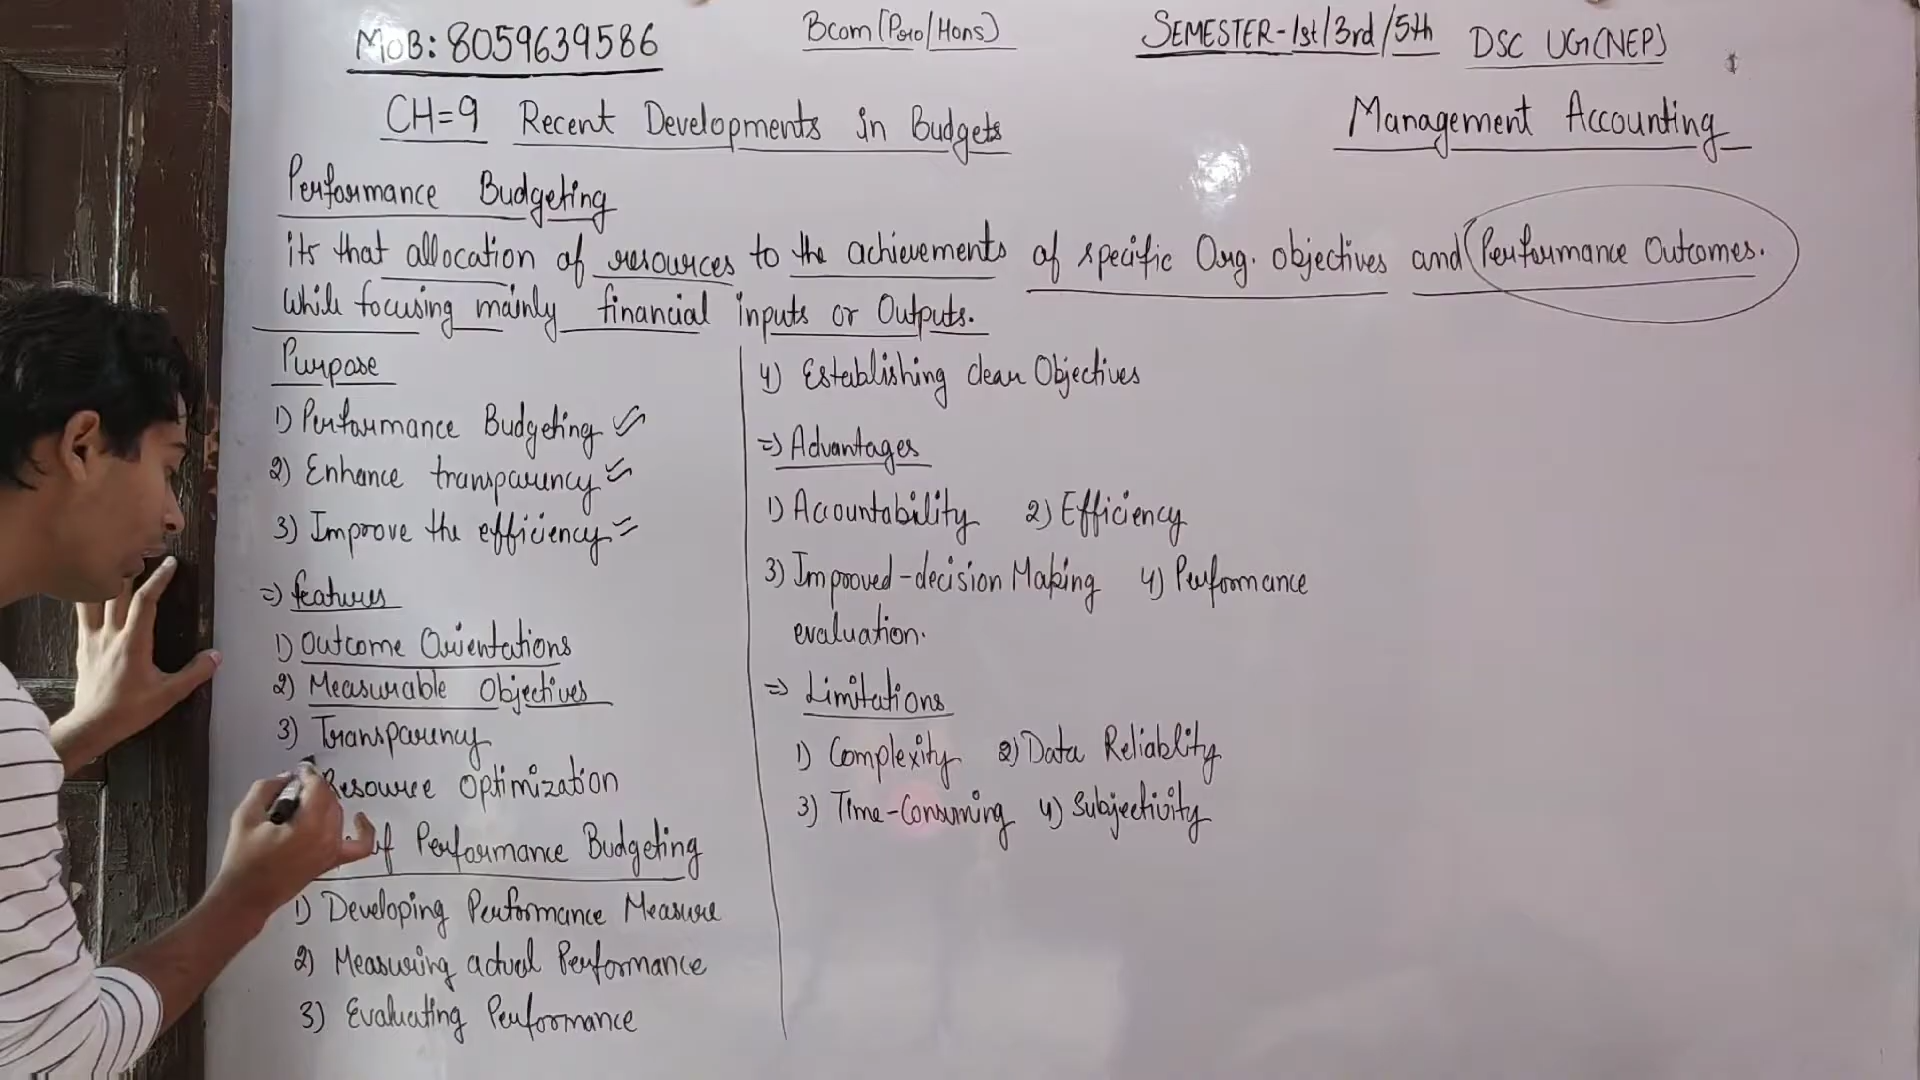 MOB: 8059639586
Bcom (Pro/Hons)
SEMESTER-1st/3rd/5th
DSC UG(NEP)
CH=9 Recent Developments in Budgets
Management Accounting
Performance Budgeting
its that allocation of resources to the achievements of specific Org. objectives and Performance Outcomes.
while focusing mainly financial inputs or Outputs.
Purpose
1) Performance Budgeting
2) Enhance transparency
3) Improve the efficiency
=> features
1) Outcome Orientations
2) Measurable Objectives
3) Transparency
Resource Optimization
of Performance Budgeting
1) Developing Performance Measure
2) Measuring actual Performance
3) Evaluating Performance
4) Establishing clear Objectives
=> Advantages
1) Accountability 2) Efficiency
3) Improved-decision Making 4) Performance
evaluation.
=> Limitations
1) Complexity 2) Data Reliablity
3) Time-Consuming 4) Subjectivity